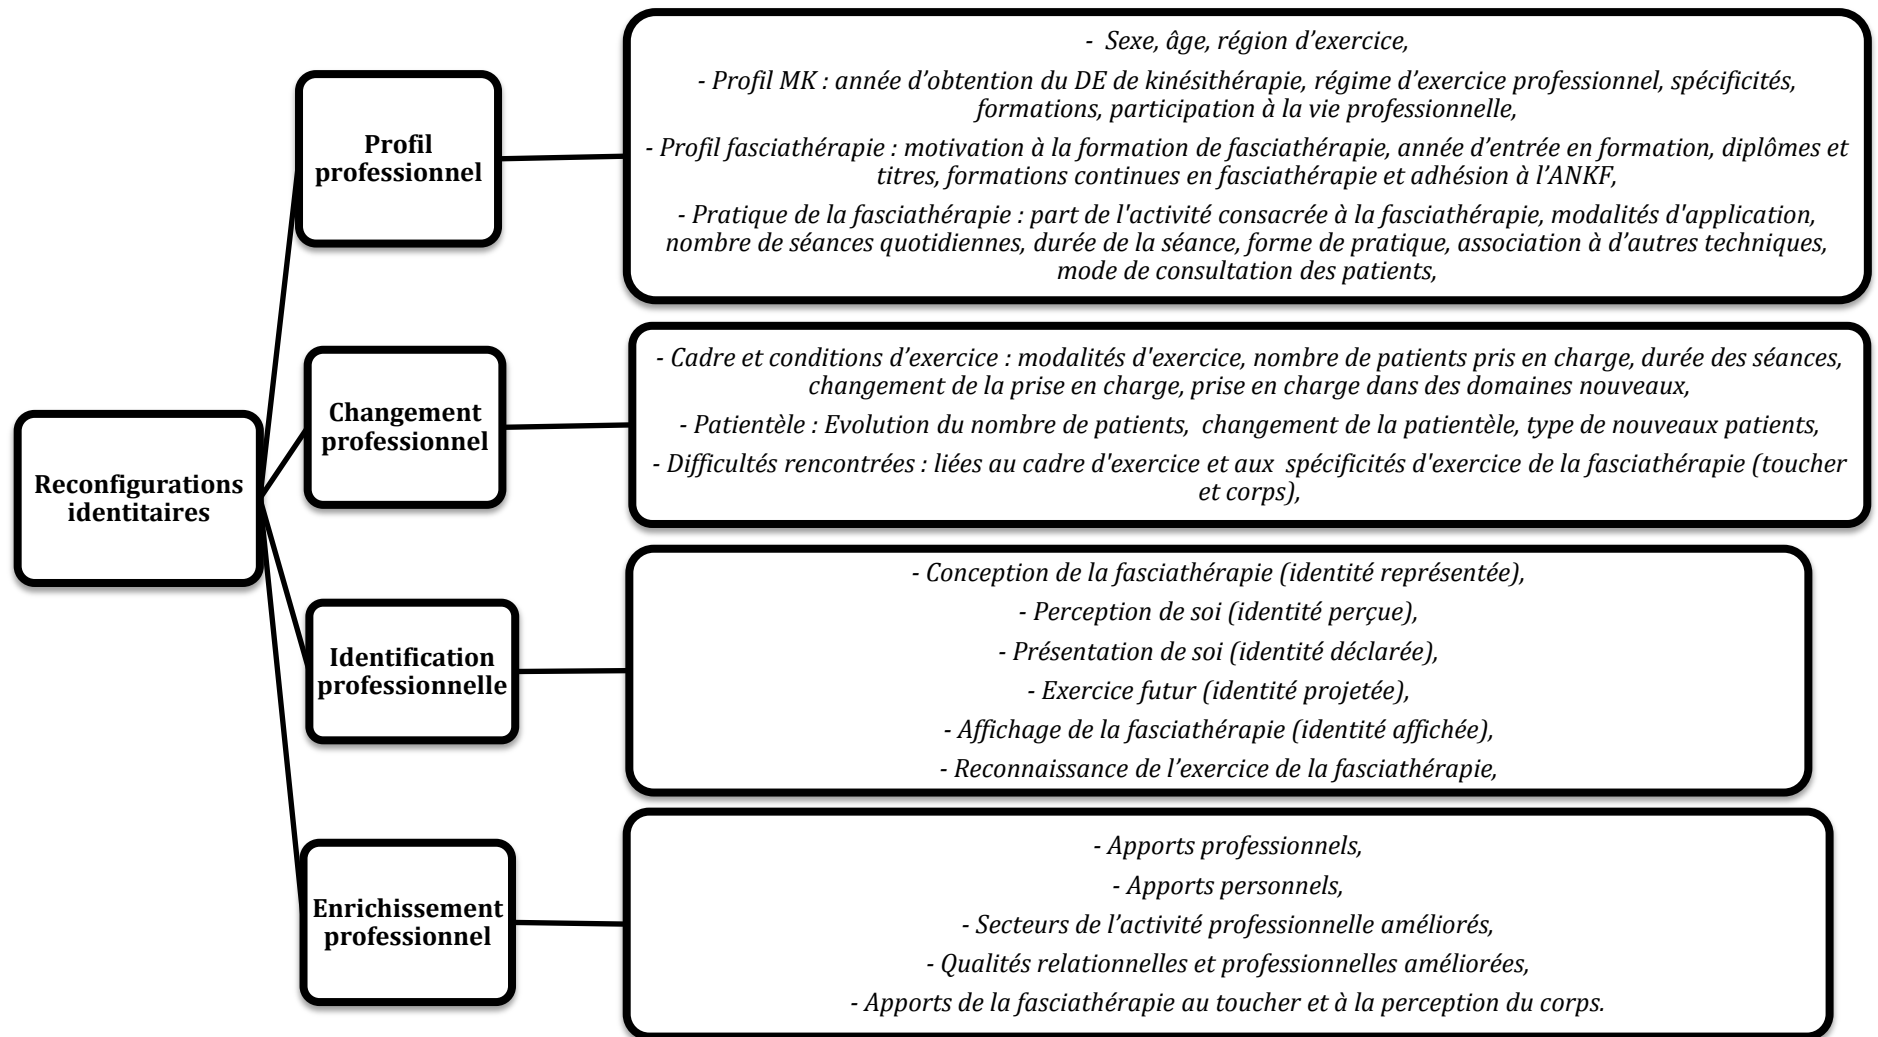 Reconfigurations
identitaires
Profil
professionnel
- Sexe, âge, région d’exercice,
- Profil MK : année d’obtention du DE de kinésithérapie, régime d’exercice professionnel, spécificités,
formations, participation à la vie professionnelle,
- Profil fasciathérapie : motivation à la formation de fasciathérapie, année d’entrée en formation, diplômes et
titres, formations continues en fasciathérapie et adhésion à l’ANKF,
- Pratique de la fasciathérapie : part de l'activité consacrée à la fasciathérapie, modalités d'application,
nombre de séances quotidiennes, durée de la séance, forme de pratique, association à d’autres techniques,
mode de consultation des patients,
Changement
professionnel
- Cadre et conditions d’exercice : modalités d'exercice, nombre de patients pris en charge, durée des séances,
changement de la prise en charge, prise en charge dans des domaines nouveaux,
- Patientèle : Evolution du nombre de patients, changement de la patientèle, type de nouveaux patients,
- Difficultés rencontrées : liées au cadre d'exercice et aux spécificités d'exercice de la fasciathérapie (toucher
et corps),
Identification
professionnelle
- Conception de la fasciathérapie (identité représentée),
- Perception de soi (identité perçue),
- Présentation de soi (identité déclarée),
- Exercice futur (identité projetée),
- Affichage de la fasciathérapie (identité affichée),
- Reconnaissance de l’exercice de la fasciathérapie,
Enrichissement
professionnel
- Apports professionnels,
- Apports personnels,
- Secteurs de l’activité professionnelle améliorés,
- Qualités relationnelles et professionnelles améliorées,
- Apports de la fasciathérapie au toucher et à la perception du corps.